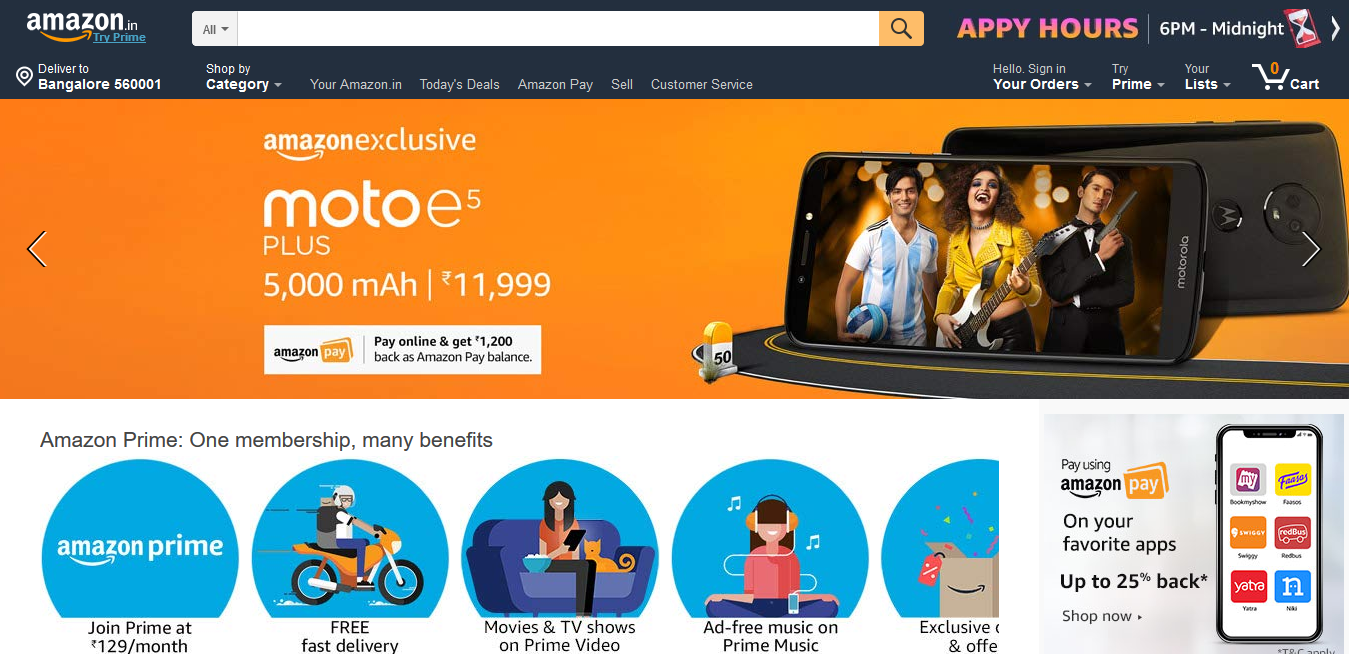 amazon.in
Try Prime
All
APPY HOURS
6PM - Midnight
Deliver to
Bangalore 560001
Shop by
Category
Your Amazon.in
Today's Deals
Amazon Pay
Sell
Customer Service
Hello. Sign in
Your Orders
Try
Prime
Your
Lists
0
Cart
amazonexclusive
moto e5
PLUS
5,000 mAh | ₹11,999
amazon pay
Pay online & get ₹1,200
back as Amazon Pay balance.
50
motorola
Amazon Prime: One membership, many benefits
amazon prime
Join Prime at
₹129/month
FREE
fast delivery
Movies & TV shows
on Prime Video
Ad-free music on
Prime Music
Exclusive
& offe
Pay using
amazon pay
On your
favorite apps
Up to 25% back*
Shop now
my
Bookmyshow
Faasos
Faasos
SWIGGY
Swiggy
redBus
Redbus
yatra
Yatra
n
Niki
*T&C apply